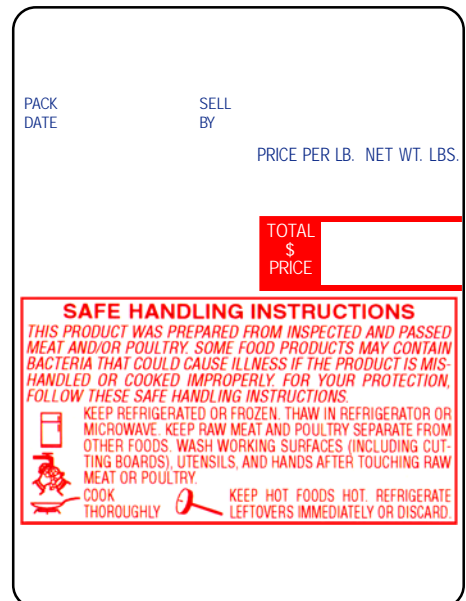 PACK SELL
DATE BY
PRICE PER LB. NET WT. LBS.
TOTAL
$
PRICE
SAFE HANDLING INSTRUCTIONS
THIS PRODUCT WAS PREPARED FROM INSPECTED AND PASSED
MEAT AND/OR POULTRY. SOME FOOD PRODUCTS MAY CONTAIN
BACTERIA THAT COULD CAUSE ILLNESS IF THE PRODUCT IS MIS-
HANDLED OR COOKED IMPROPERLY. FOR YOUR PROTECTION,
FOLLOW THESE SAFE HANDLING INSTRUCTIONS.
KEEP REFRIGERATED OR FROZEN. THAW IN REFRIGERATOR OR
MICROWAVE. KEEP RAW MEAT AND POULTRY SEPARATE FROM
OTHER FOODS. WASH WORKING SURFACES (INCLUDING CUT-
TING BOARDS), UTENSILS, AND HANDS AFTER TOUCHING RAW
MEAT OR POULTRY.
COOK
THOROUGHLY
KEEP HOT FOODS HOT. REFRIGERATE
LEFTOVERS IMMEDIATELY OR DISCARD.